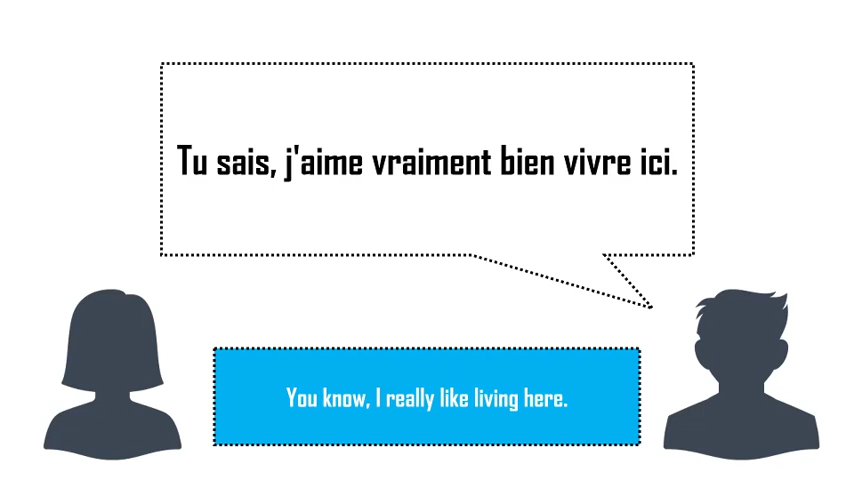 Tu sais, j'aime vraiment bien vivre ici.
You know, I really like living here.